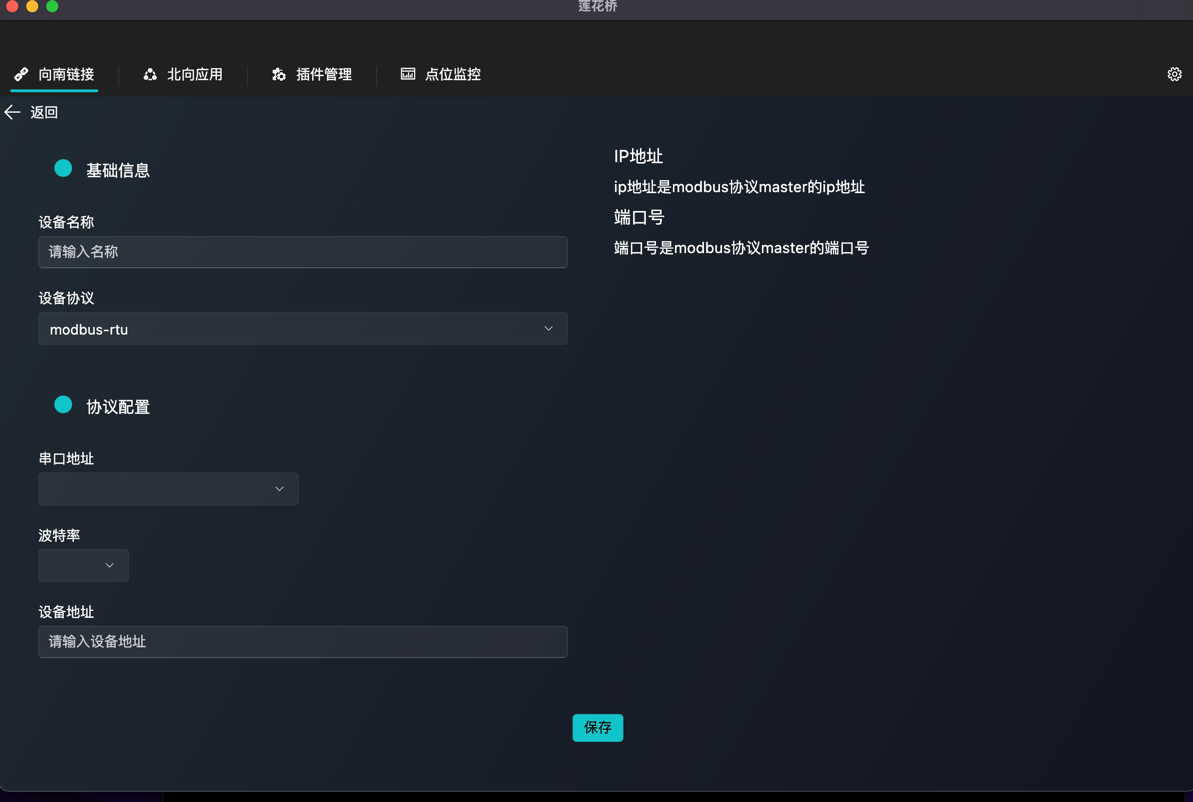 莲花桥
向南链接
北向应用
插件管理
点位监控
返回
基础信息
设备名称
请输入名称
设备协议
modbus-rtu
协议配置
串口地址
波特率
设备地址
请输入设备地址
IP地址
ip地址是modbus协议master的ip地址
端口号
端口号是modbus协议master的端口号
保存